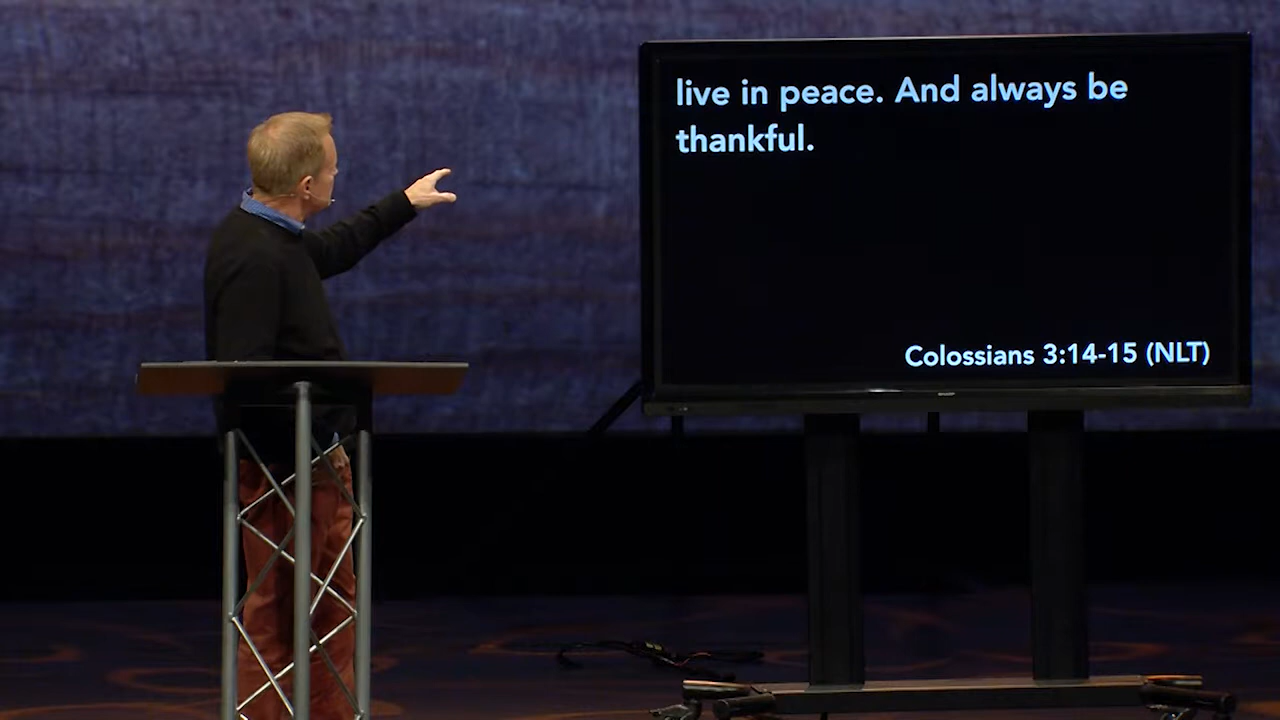 live in peace. And always be
thankful.
Colossians 3:14-15 (NLT)